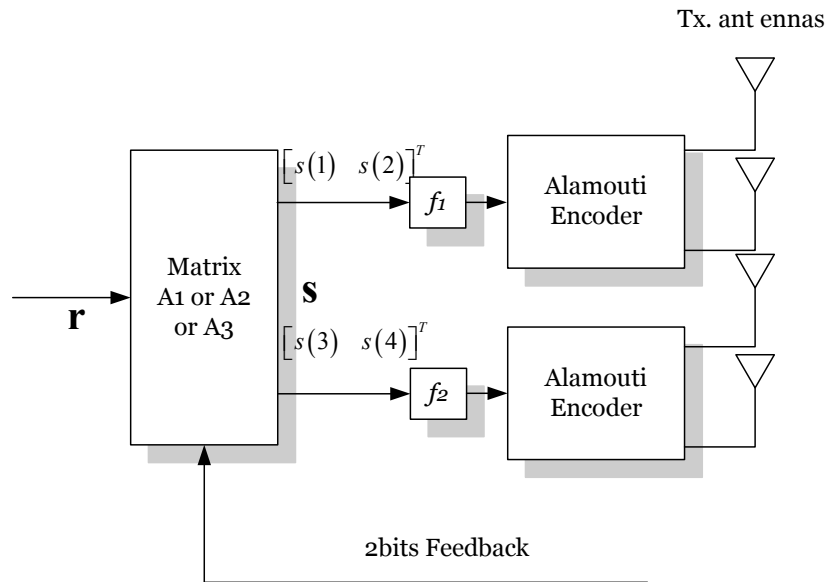 Tx. ant ennas
[s(1) s(2)]^T
f1
Alamouti
Encoder
Matrix
A1 or A2
or A3
r
s
[s(3) s(4)]^T
f2
Alamouti
Encoder
2bits Feedback